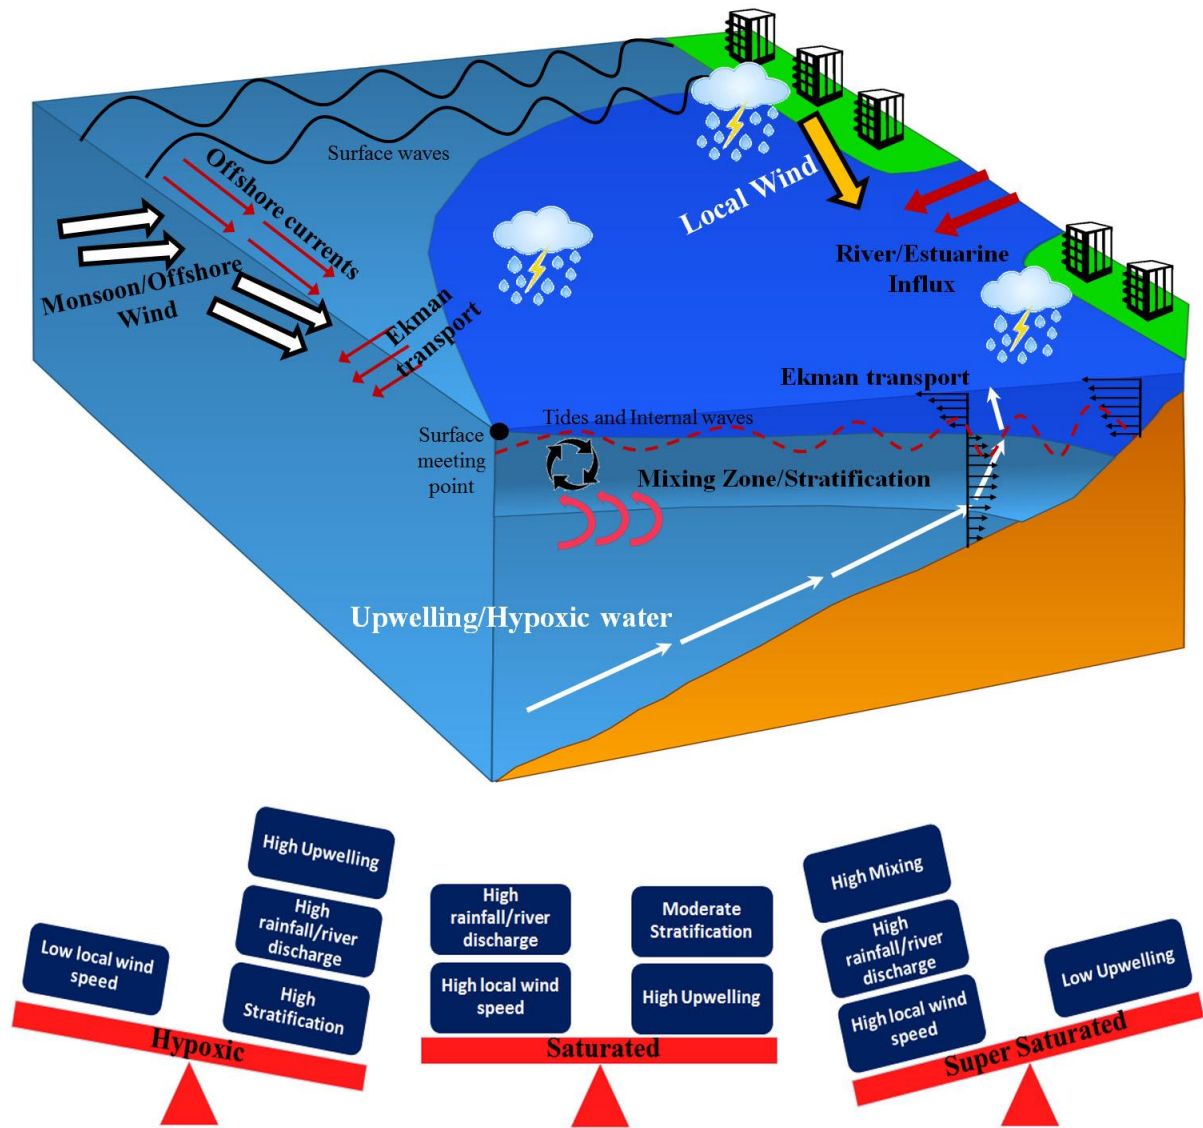 Surface waves
Offshore currents
Local Wind
Monsoon/Offshore
Wind
River/Estuarine
Influx
Ekman
transport
Ekman transport
Tides and Internal waves
Surface
meeting
point
Mixing Zone/Stratification
Upwelling/Hypoxic water
High Upwelling
High
rainfall/river
discharge
Low local wind
speed
High
Stratification
Hypoxic
High
rainfall/river
discharge
Moderate
Stratification
High local wind
speed
High Upwelling
Saturated
High Mixing
High
rainfall/river
discharge
High local wind
speed
Low Upwelling
Super Saturated